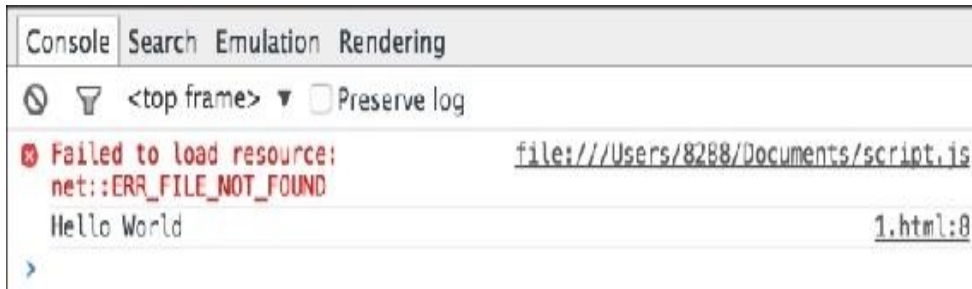 Console Search Emulation Rendering
<top frame> ▼ Preserve log
Failed to load resource: file:///Users/8288/Documents/script.js
net::ERR_FILE_NOT_FOUND
Hello World 1.html:8
>